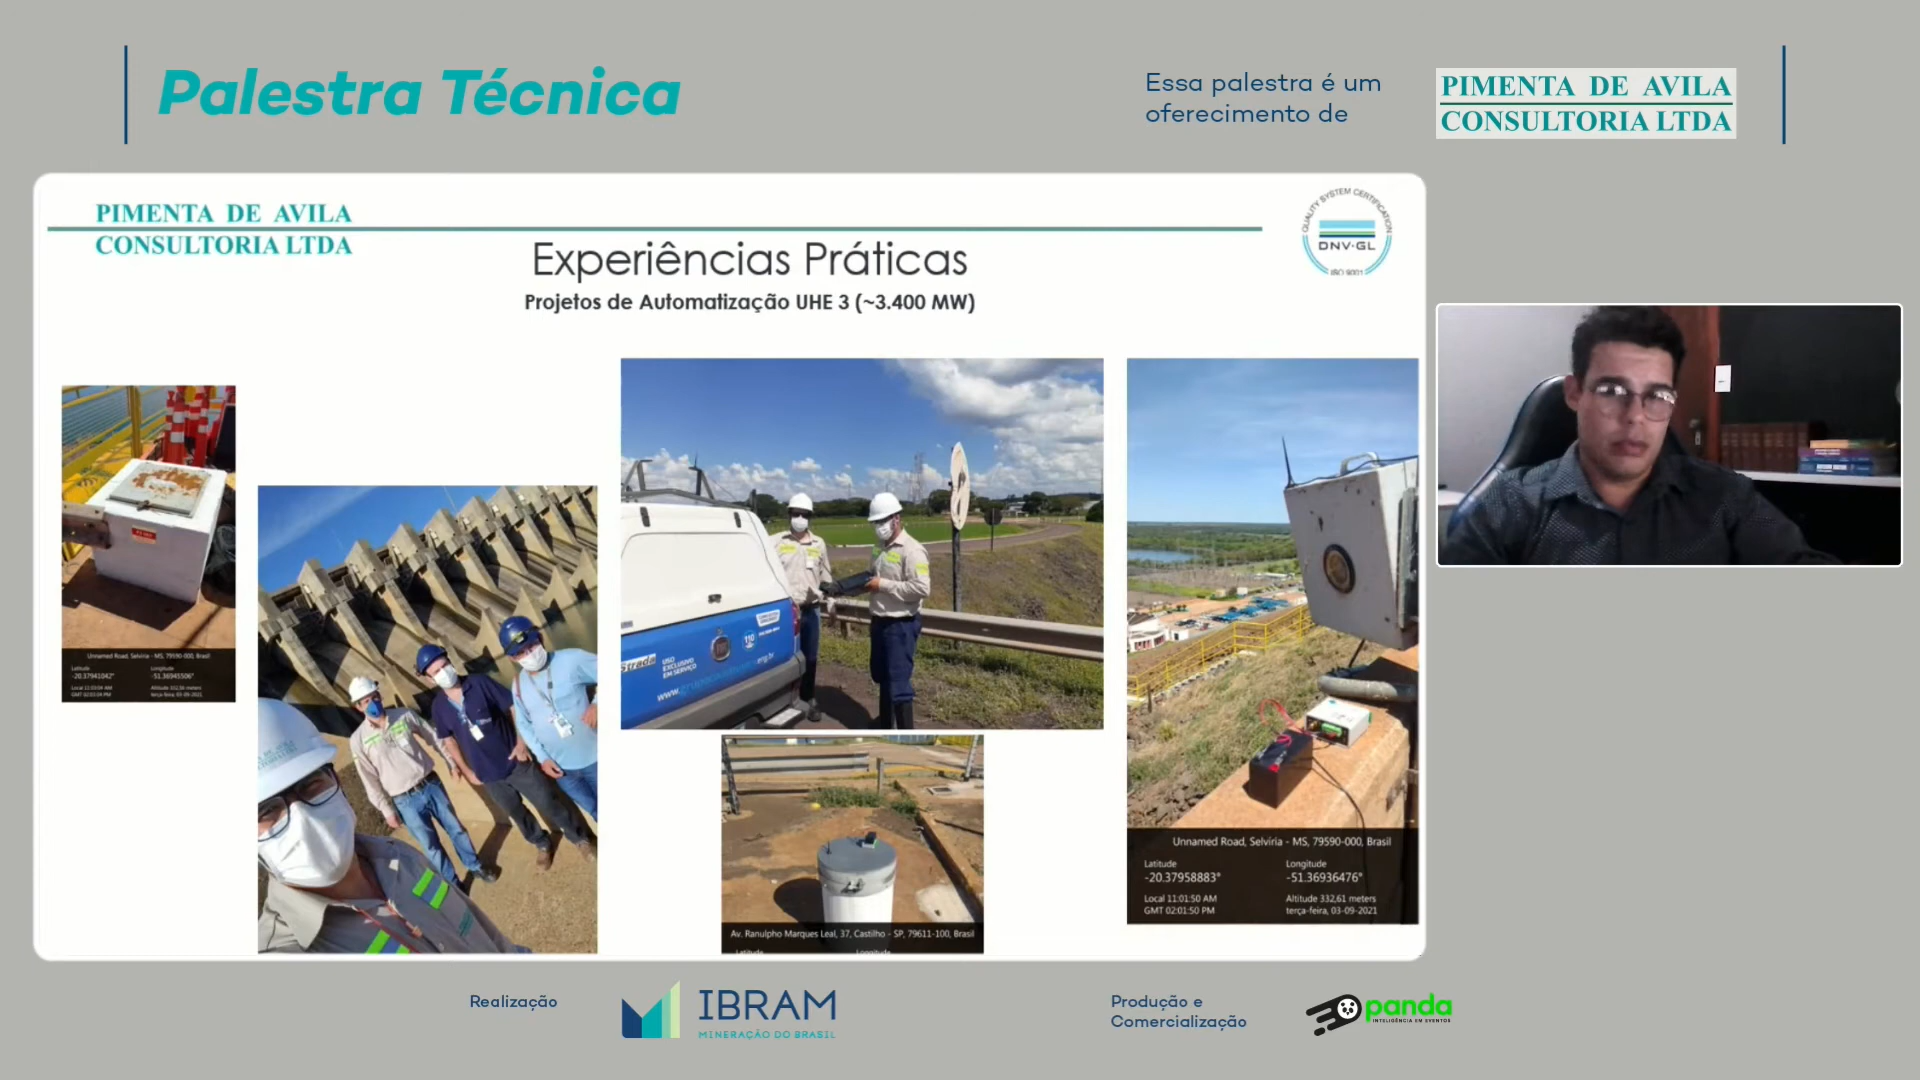 Palestra Técnica
Essa palestra é um
oferecimento de
PIMENTA DE AVILA
CONSULTORIA LTDA
PIMENTA DE AVILA
CONSULTORIA LTDA
QUALITY SYSTEM CERTIFICATION
DNV·GL
ISO 9001
Experiências Práticas
Projetos de Automatização UHE 3 (~3.400 MW)
Unnamed Road, Selvíria - MS, 79590-000, Brasil
Latitude
Longitude
-20.37941042°
-51.36945506°
Local 11:03:04 AM
Altitude 332,56 meters
GMT 02:03:04 PM
terça-feira, 03-09-2021
Strada
USO
EXCLUSIVO
EM SERVIÇO
110
Av. Ranulpho Marques Leal, 37, Castilho - SP, 79611-100, Brasil
Latitude
Longitude
Unnamed Road, Selvíria - MS, 79590-000, Brasil
Latitude
Longitude
-20.37958883°
-51.36936476°
Local 11:01:50 AM
Altitude 332,61 meters
GMT 02:01:50 PM
terça-feira, 03-09-2021
Realização
IBRAM
MINERAÇÃO DO BRASIL
Produção e
Comercialização
panda
INTELIGÊNCIA EM EVENTOS